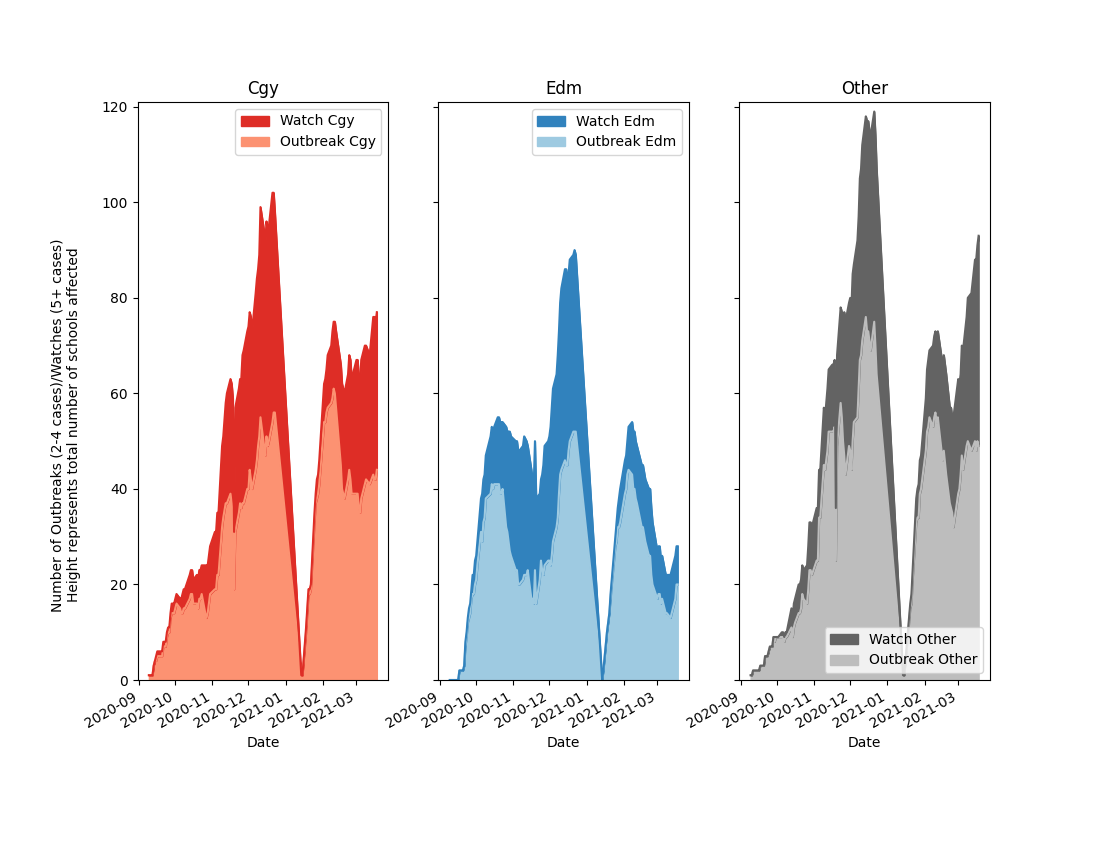 Cgy
Edm
Other
Number of Outbreaks (2-4 cases)/Watches (5+ cases)
Height represents total number of schools affected
120
100
80
60
40
20
0
Watch Cgy
Outbreak Cgy
Watch Edm
Outbreak Edm
Watch Other
Outbreak Other
2020-09
2020-10
2020-11
2020-12
2021-01
2021-02
2021-03
2020-09
2020-10
2020-11
2020-12
2021-01
2021-02
2021-03
2020-09
2020-10
2020-11
2020-12
2021-01
2021-02
2021-03
Date
Date
Date